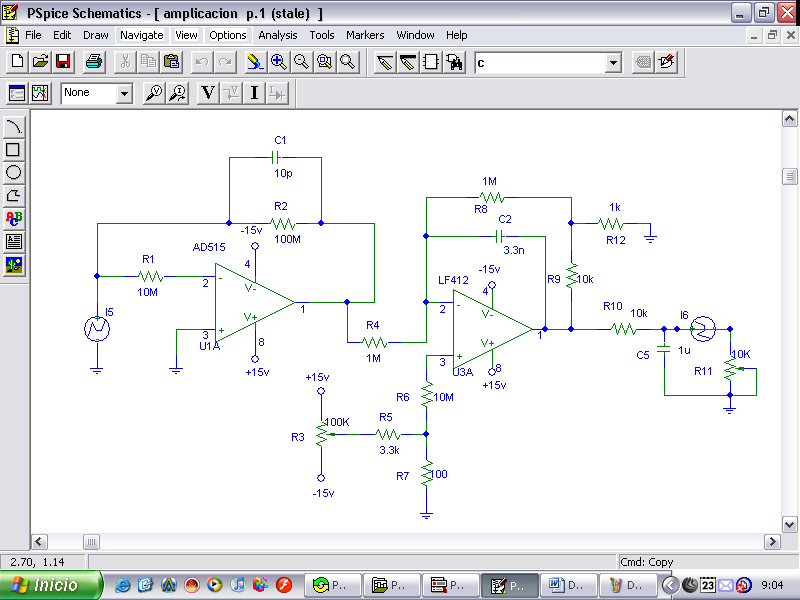 PSpice Schematics - [ amplicacion p.1 (stale) ]
File Edit Draw Navigate View Options Analysis Tools Markers Window Help
c
None
V I
C1
10p
R2
100M
-15v
AD515
4
V-
R1
10M
2
-
1
I5
3
+
V+
U1A
8
+15v
R4
1M
1M
R8
C2
3.3n
1k
R12
LF412
-15v
4
V-
R9
10k
2
-
1
3
+
V+
U3A
8
+15v
R10
10k
I6
C5
1u
10K
R11
+15v
R3
100K
-15v
R5
3.3k
R6
10M
R7
100
2.70, 1.14
Cmd: Copy
Inicio
P..
P..
P..
P..
D..
D..
23
9:04